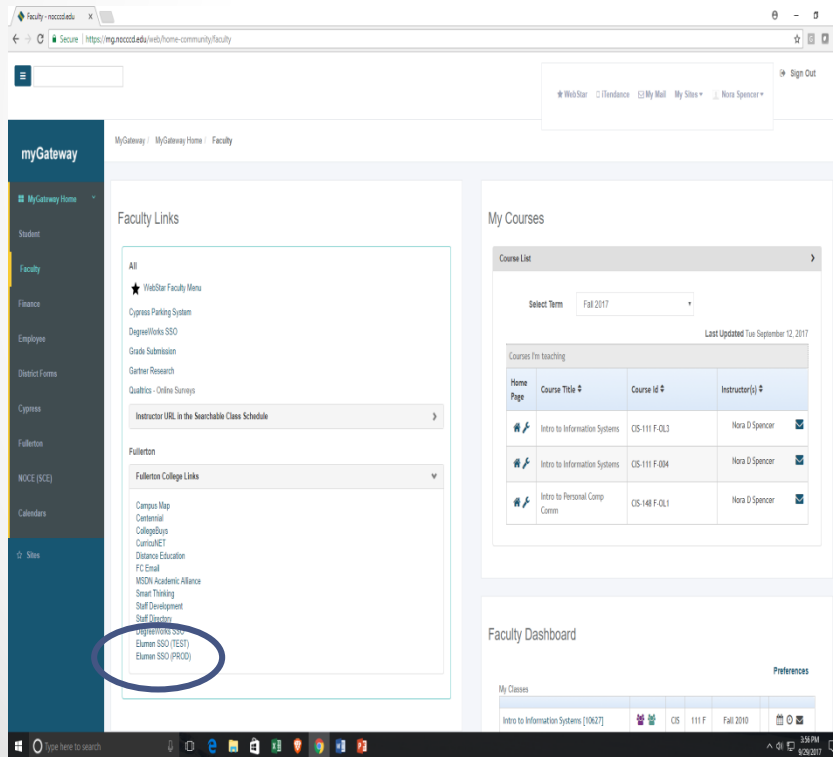 Faculty - nocccd.edu
Secure https://mg.nocccd.edu/web/home-community/faculty
Sign Out
WebStar iTendance My Mail My Sites Nora Spencer
myGateway
MyGateway / MyGateway Home / Faculty
MyGateway Home
Student
Faculty
Finance
Employee
District Forms
Cypress
Fullerton
NOCE (SCE)
Calendars
Sites
Faculty Links
All
WebStar Faculty Menu
Cypress Parking System
DegreeWorks SSO
Grade Submission
Gartner Research
Qualtrics - Online Surveys
Instructor URL in the Searchable Class Schedule
Fullerton
Fullerton College Links
Campus Map
Centennial
CollegeBuys
CurricuNET
Distance Education
FC Email
MSDN Academic Alliance
Smart Thinking
Staff Development
Staff Directory
DegreeWorks SSO
Elumen SSO (TEST)
Elumen SSO (PROD)
My Courses
Course List
Select Term Fall 2017
Last Updated Tue September 12, 2017
Courses I'm teaching
Home Page Course Title Course Id Instructor(s)
Intro to Information Systems CIS-111 F-OL3 Nora D Spencer
Intro to Information Systems CIS-111 F-004 Nora D Spencer
Intro to Personal Comp Comm CIS-148 F-OL1 Nora D Spencer
Faculty Dashboard
Preferences
My Classes
Intro to Information Systems [10627] CIS 111 F Fall 2010
Type here to search
3:56 PM
9/29/2017